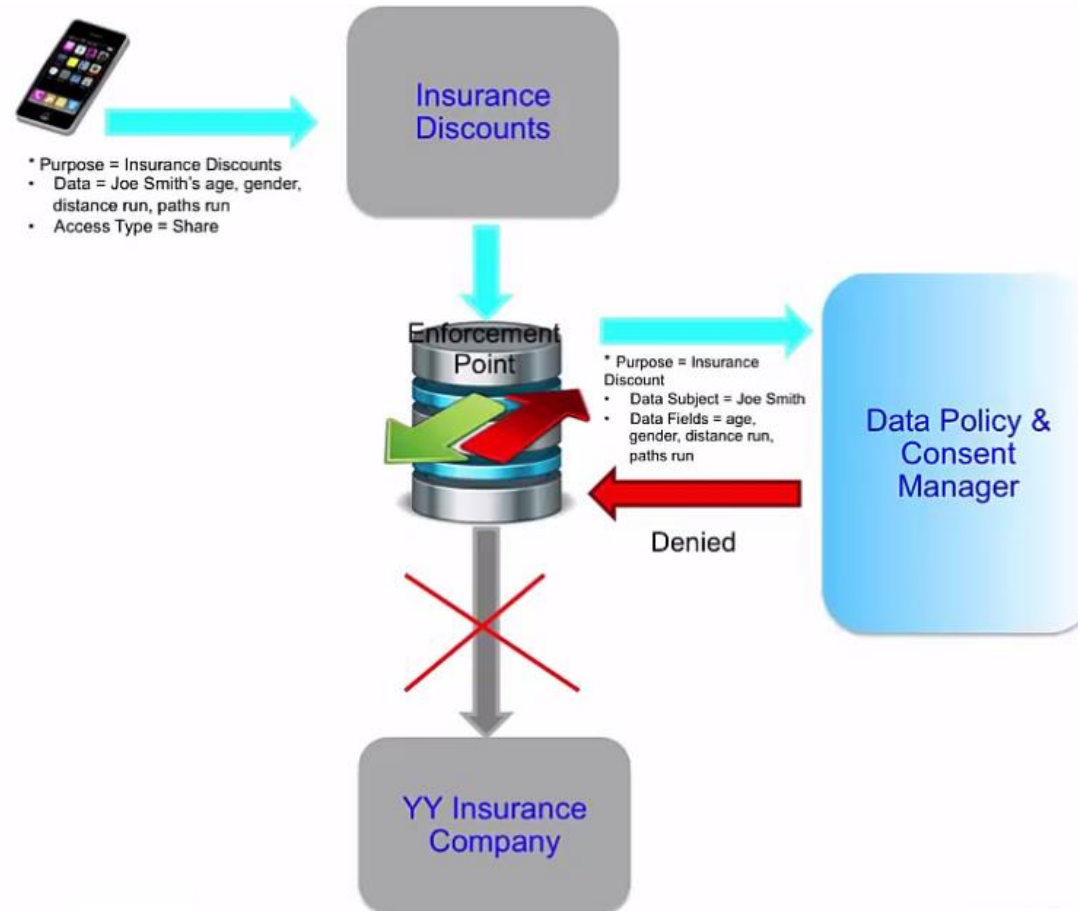 Insurance
Discounts
* Purpose = Insurance Discounts
• Data = Joe Smith's age, gender,
distance run, paths run
• Access Type = Share
Enforcement
Point
* Purpose = Insurance
Discount
• Data Subject = Joe Smith
• Data Fields = age,
gender, distance run,
paths run
Data Policy &
Consent
Manager
Denied
YY Insurance
Company